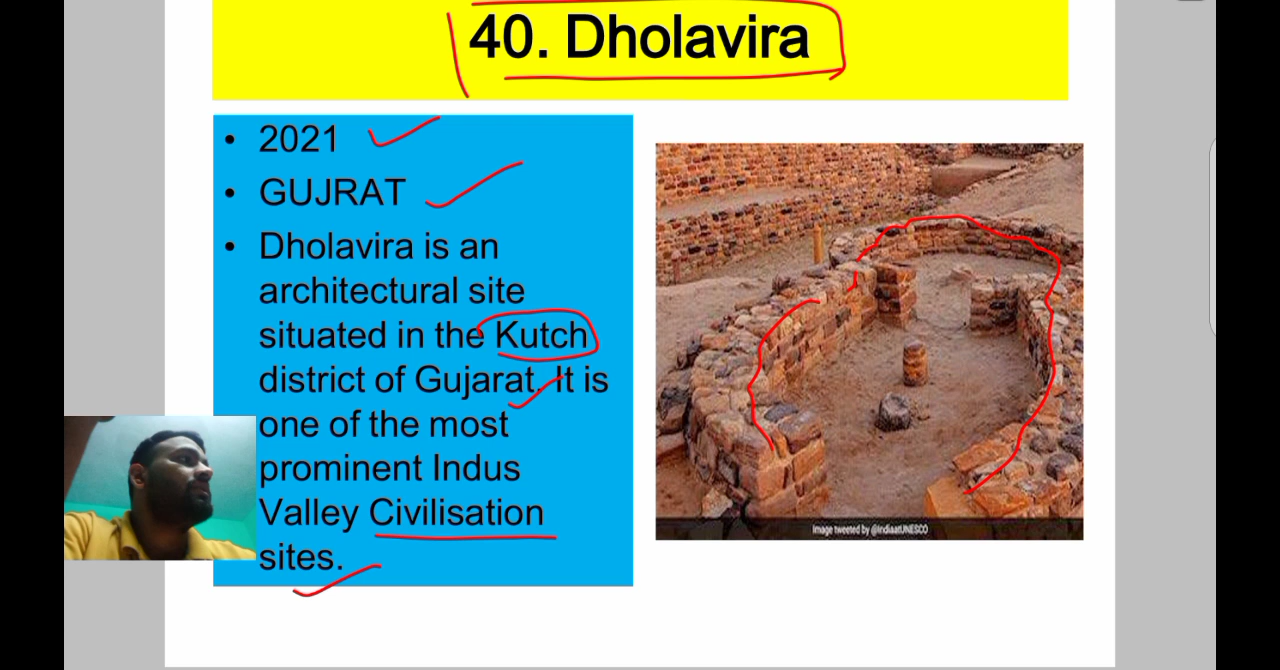 40. Dholavira
• 2021
• GUJRAT
• Dholavira is an
architectural site
situated in the Kutch
district of Gujarat. It is
one of the most
prominent Indus
Valley Civilisation
sites.
Image tweeted by @IndiaatUNESCO